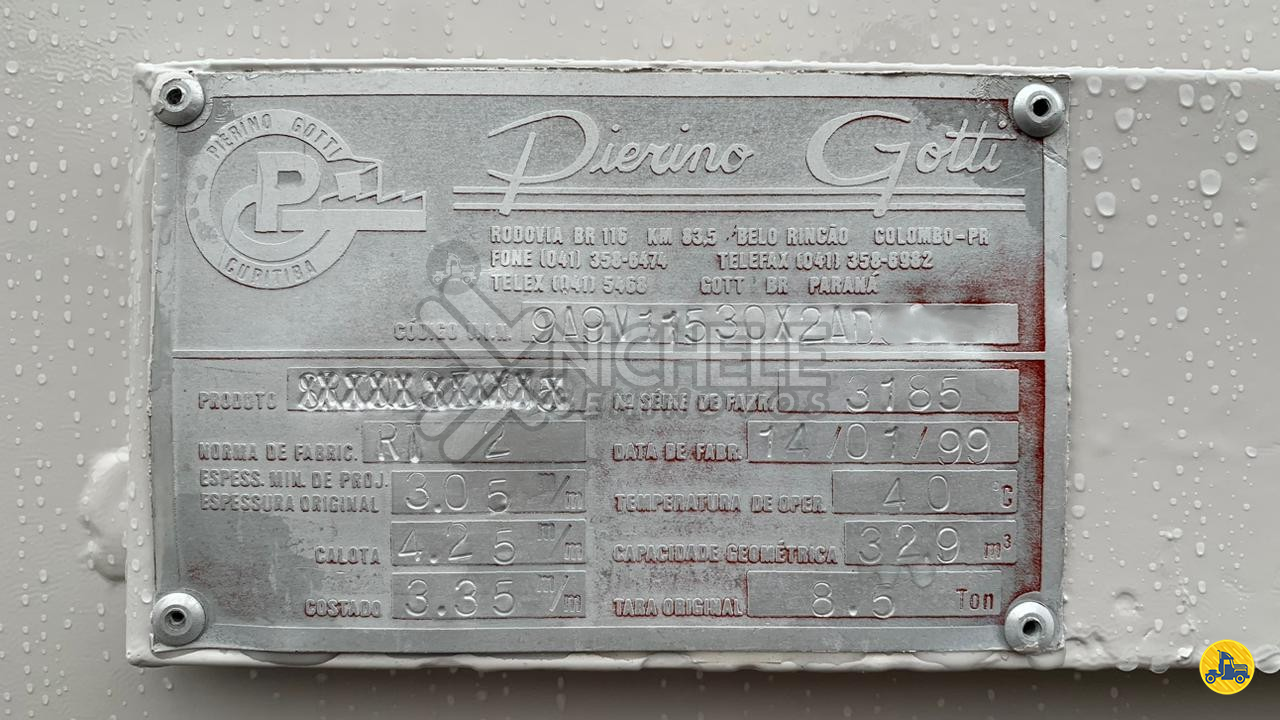 PIERINO GOTTI
P
CURITIBA
Pierino Gotti
RODOVIA BR 116 KM 83,5 BELO RINCÃO COLOMBO-PR
FONE (041) 358-6474 TELEFAX (041) 358-6982
TELEX (041) 5468 GOTT BR PARANÁ
CÓDIGO
PRODUTO Nº SÉRIE DE FABR. 3185
NORMA DE FABRIC. 2 DATA DE FABR. 14/01/99
ESPESS. MIN. DE PROJ.
ESPESSURA ORIGINAL 3.05 m/m TEMPERATURA DE OPER. 40 °C
CALOTA 4.25 m/m CAPACIDADE GEOMÉTRICA 32.9 m³
COSTADO 3.35 m/m TARA ORIGINAL 8.5 Ton
NICHELE